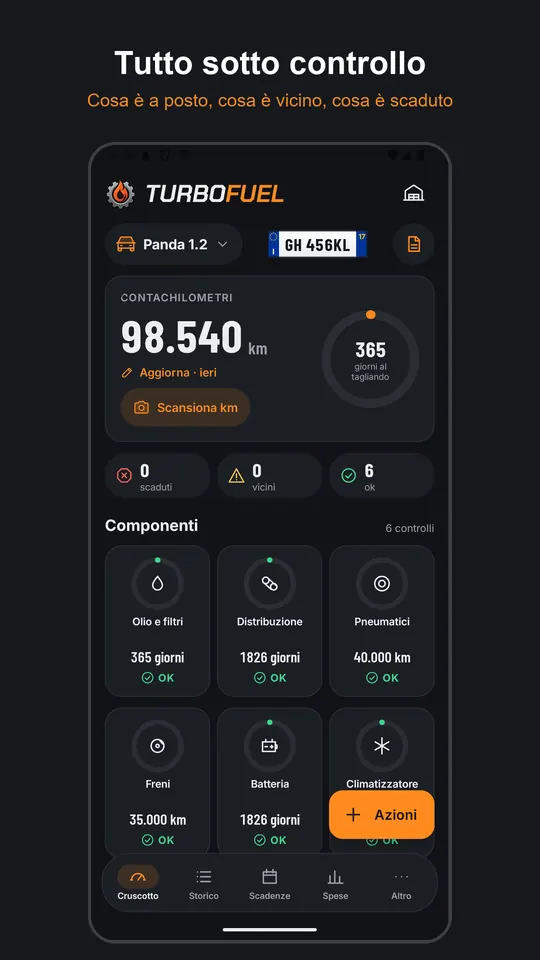 Tutto sotto controllo
Cosa è a posto, cosa è vicino, cosa è scaduto
TURBOFUEL
Panda 1.2
I
GH 456KL
17
CONTACHILOMETRI
98.540 km
Aggiorna · ieri
Scansiona km
365
giorni al
tagliando
0
scaduti
0
vicini
6
ok
Componenti
6 controlli
Olio e filtri
365 giorni
OK
Distribuzione
1826 giorni
OK
Pneumatici
40.000 km
OK
Freni
35.000 km
OK
Batteria
1826 giorni
OK
Climatizzatore
OK
Azioni
Cruscotto
Storico
Scadenze
Spese
Altro